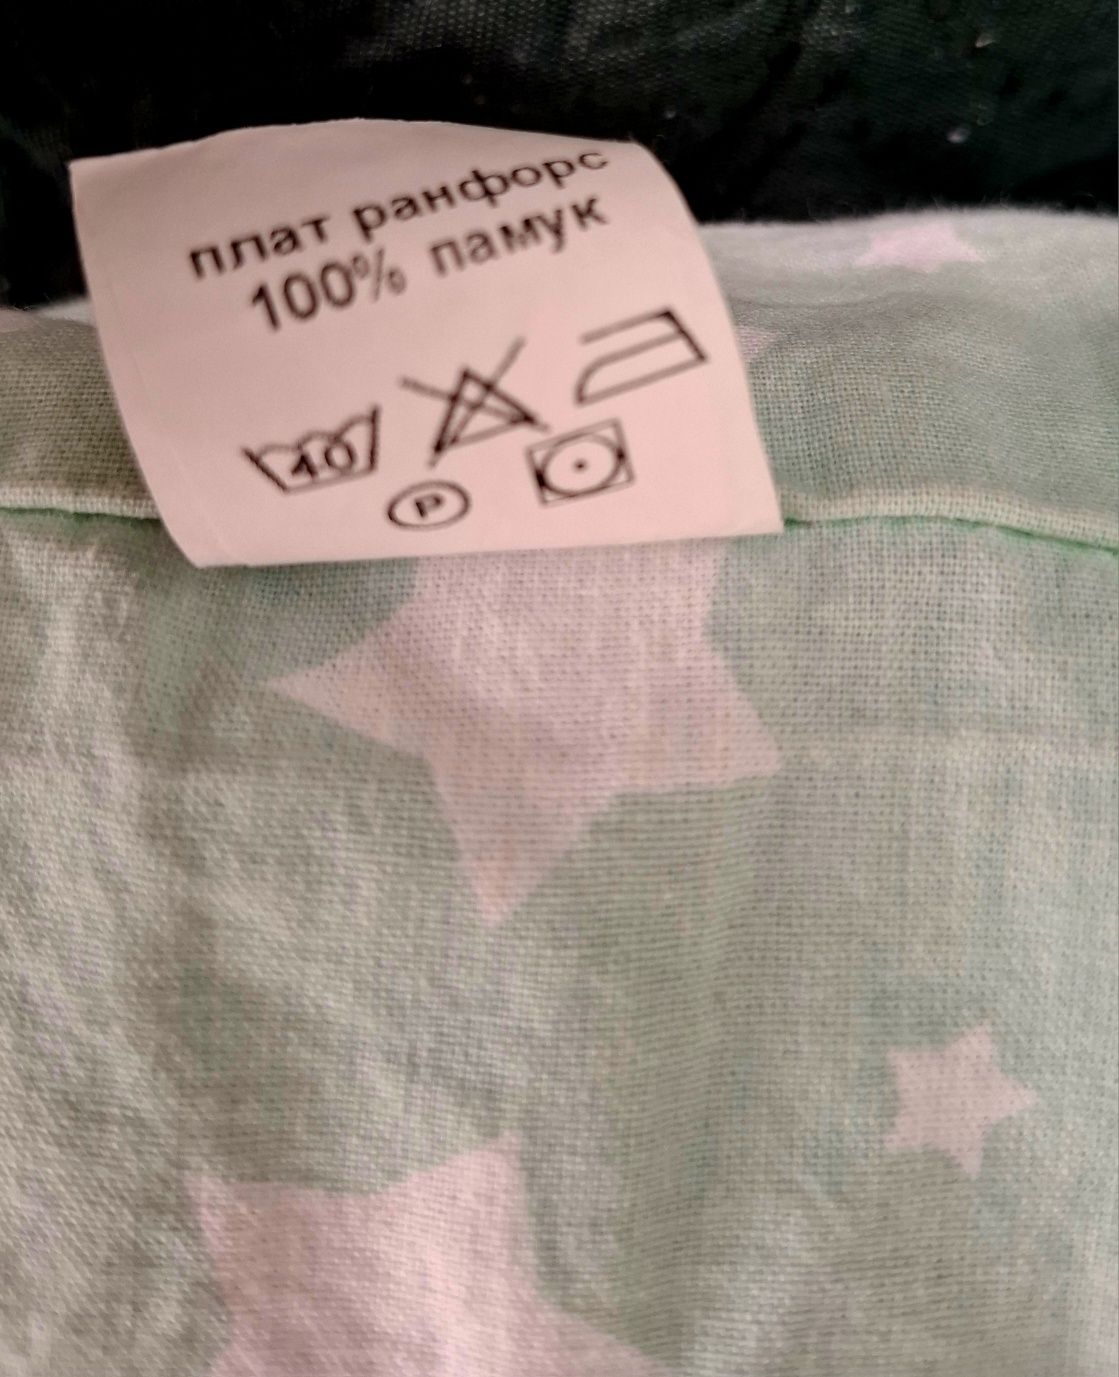 плат ранфорс
100% памук
40
P